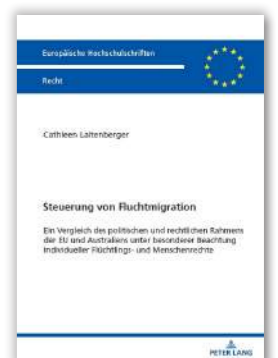 Europäische Hochschulschriften
Recht
Cathleen Laitenberger
Steuerung von Fluchtmigration
Ein Vergleich des politischen und rechtlichen Rahmens
der EU und Australiens unter besonderer Beachtung
individueller Flüchtlings- und Menschenrechte
PETER LANG